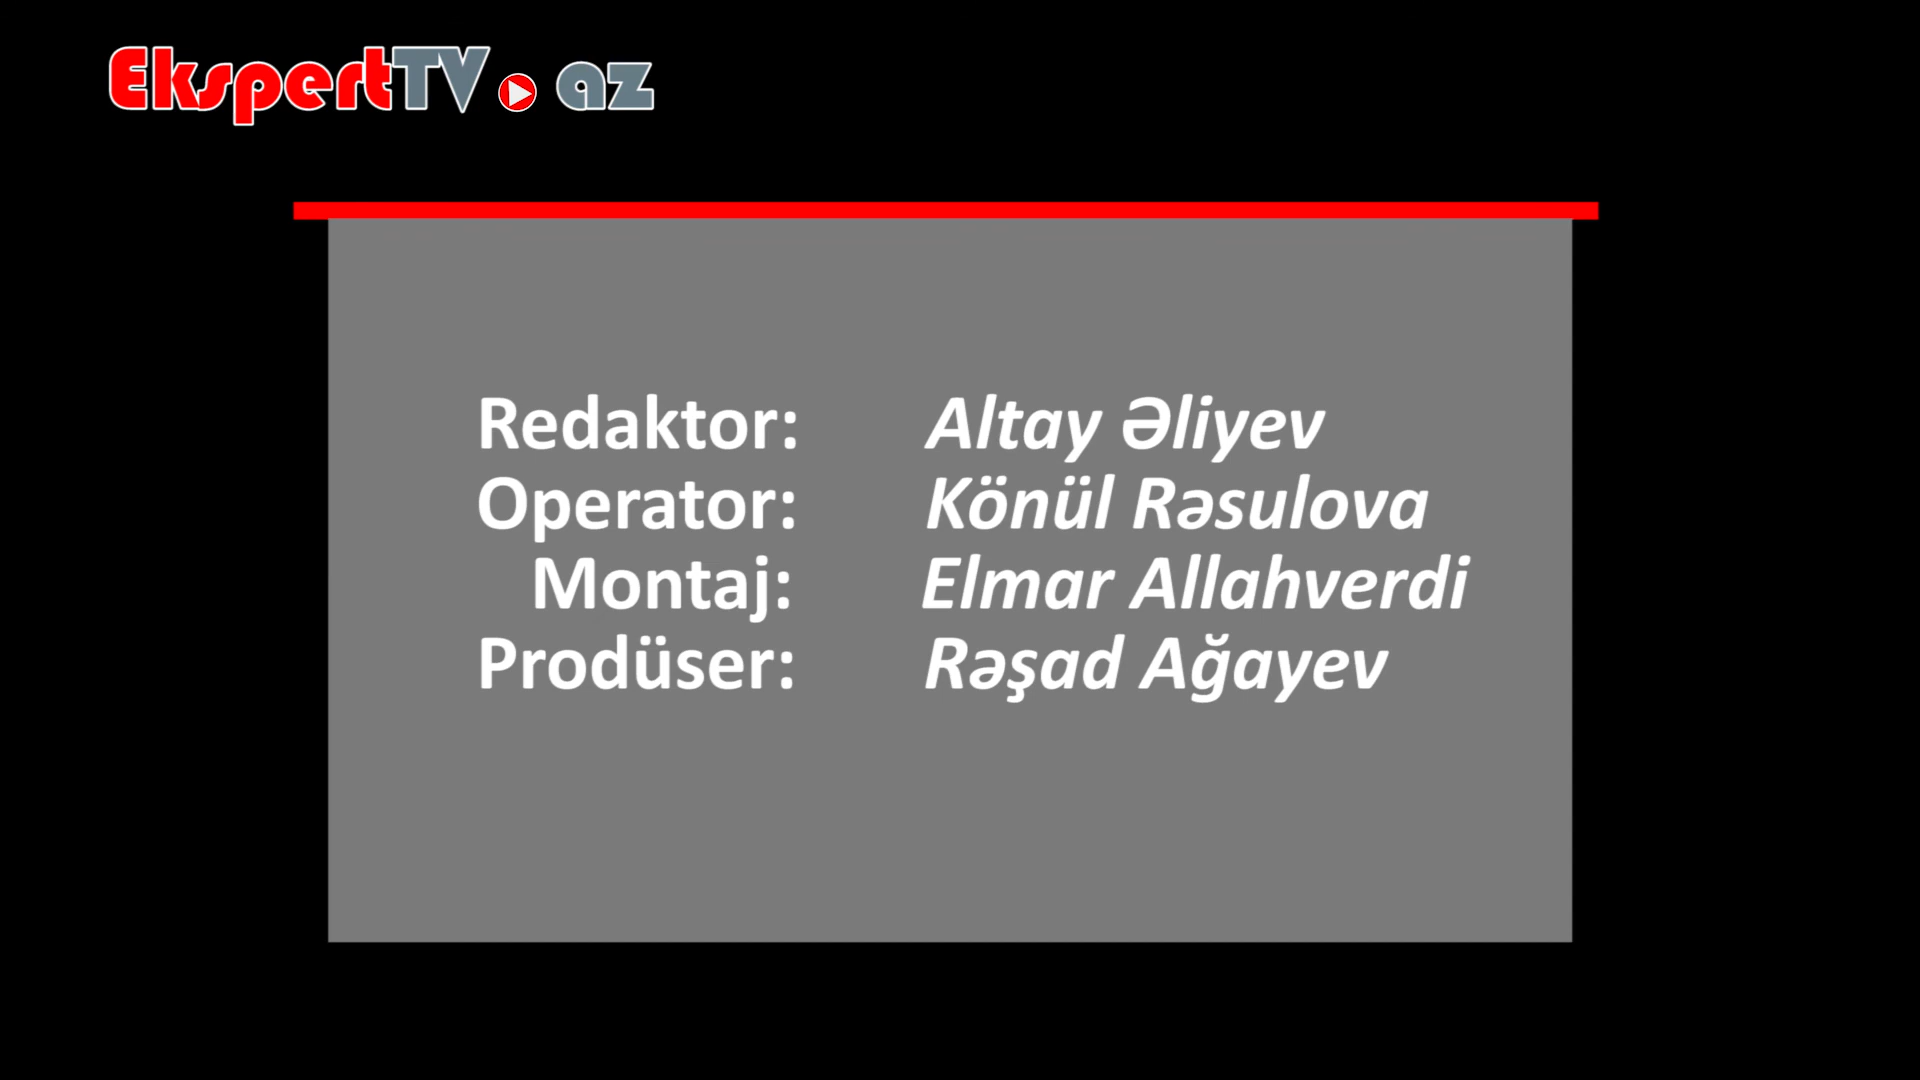 EkspertTV.az
Redaktor: Altay Əliyev
Operator: Könül Rəsulova
Montaj: Elmar Allahverdi
Prodüser: Rəşad Ağayev